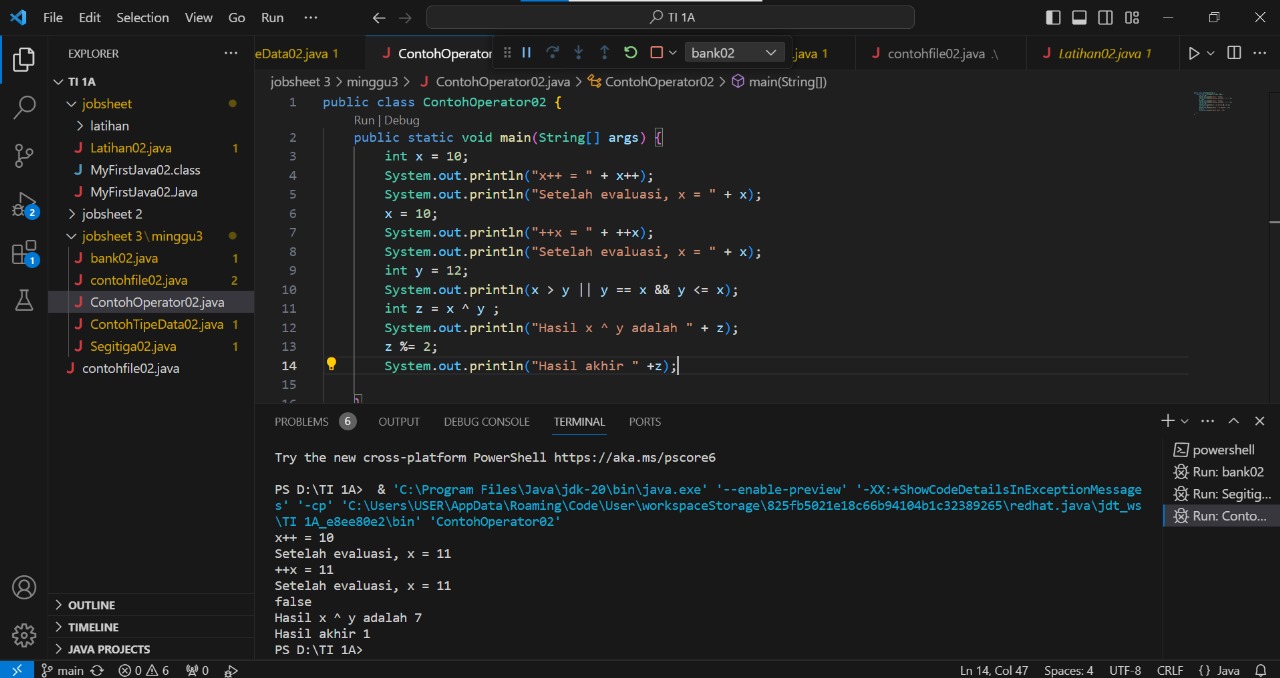 File Edit Selection View Go Run ··· TI 1A
EXPLORER ···
TI 1A
jobsheet
latihan
Latihan02.java 1
MyFirstJava02.class
MyFirstJava02.Java
jobsheet 2
jobsheet 3 \ minggu3
bank02.java 1
contohfile02.java 2
ContohOperator02.java
ContohTipeData02.java 1
Segitiga02.java 1
contohfile02.java
OUTLINE
TIMELINE
JAVA PROJECTS
2
1
eData02.java 1 ContohOperator bank02 .java 1 contohfile02.java .\ Latihan02.java 1
jobsheet 3 > minggu3 > ContohOperator02.java > ContohOperator02 > main(String[])
1 public class ContohOperator02 {
Run | Debug
2 public static void main(String[] args) {
3 int x = 10;
4 System.out.println("x++ = " + x++);
5 System.out.println("Setelah evaluasi, x = " + x);
6 x = 10;
7 System.out.println("++x = " + ++x);
8 System.out.println("Setelah evaluasi, x = " + x);
9 int y = 12;
10 System.out.println(x > y || y == x && y <= x);
11 int z = x ^ y ;
12 System.out.println("Hasil x ^ y adalah " + z);
13 z %= 2;
14 System.out.println("Hasil akhir " +z);
15
16 }
PROBLEMS 6 OUTPUT DEBUG CONSOLE TERMINAL PORTS
Try the new cross-platform PowerShell https://aka.ms/pscore6
PS D:\TI 1A> & 'C:\Program Files\Java\jdk-20\bin\java.exe' '--enable-preview' '-XX:+ShowCodeDetailsInExceptionMessage
s' '-cp' 'C:\Users\USER\AppData\Roaming\Code\User\workspaceStorage\825fb5021e18c66b94104b1c32389265\redhat.java\jdt_ws
\TI 1A_e8ee80e2\bin' 'ContohOperator02'
x++ = 10
Setelah evaluasi, x = 11
++x = 11
Setelah evaluasi, x = 11
false
Hasil x ^ y adalah 7
Hasil akhir 1
PS D:\TI 1A>
powershell
Run: bank02
Run: Segitig...
Run: Conto...
main 0 6 0 Ln 14, Col 47 Spaces: 4 UTF-8 CRLF {} Java